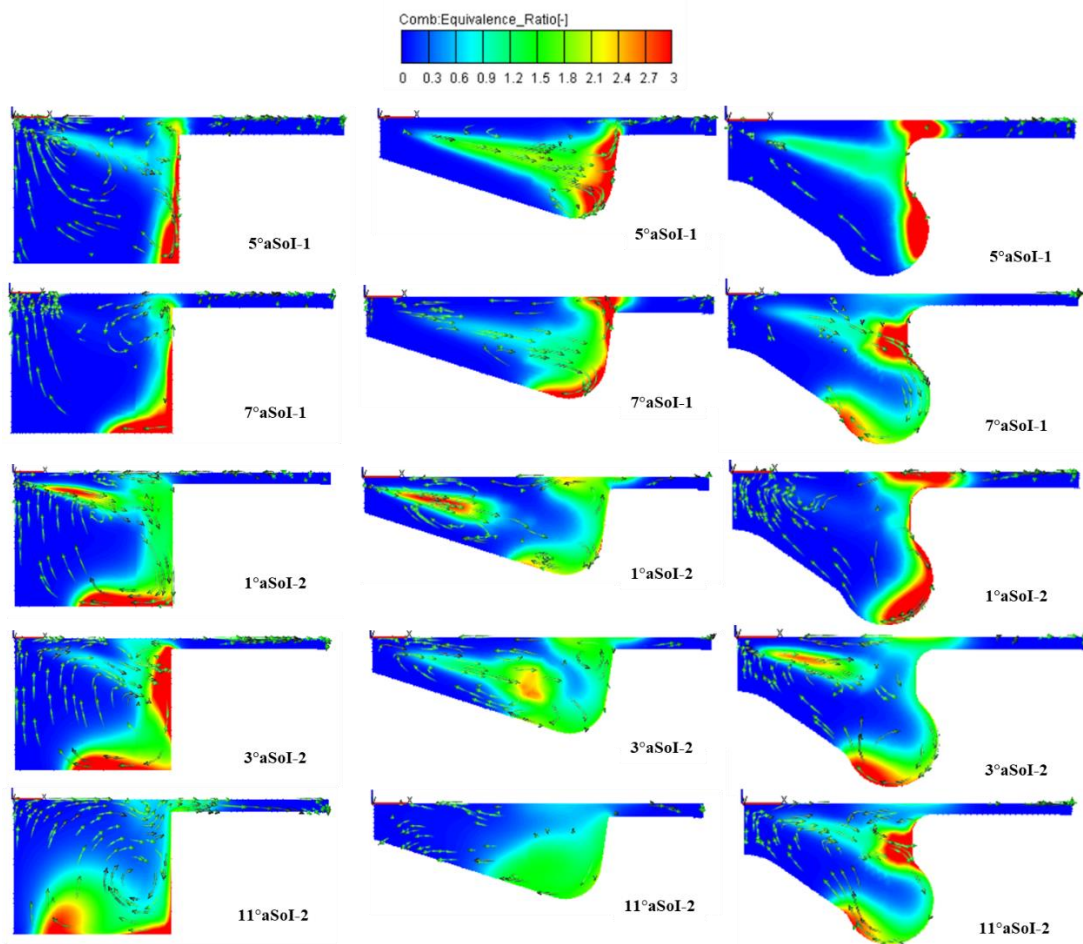 Comb:Equivalence_Ratio[-]
0 0.3 0.6 0.9 1.2 1.5 1.8 2.1 2.4 2.7 3
5°aSoI-1 5°aSoI-1 5°aSoI-1
7°aSoI-1 7°aSoI-1 7°aSoI-1
1°aSoI-2 1°aSoI-2 1°aSoI-2
3°aSoI-2 3°aSoI-2 3°aSoI-2
11°aSoI-2 11°aSoI-2 11°aSoI-2